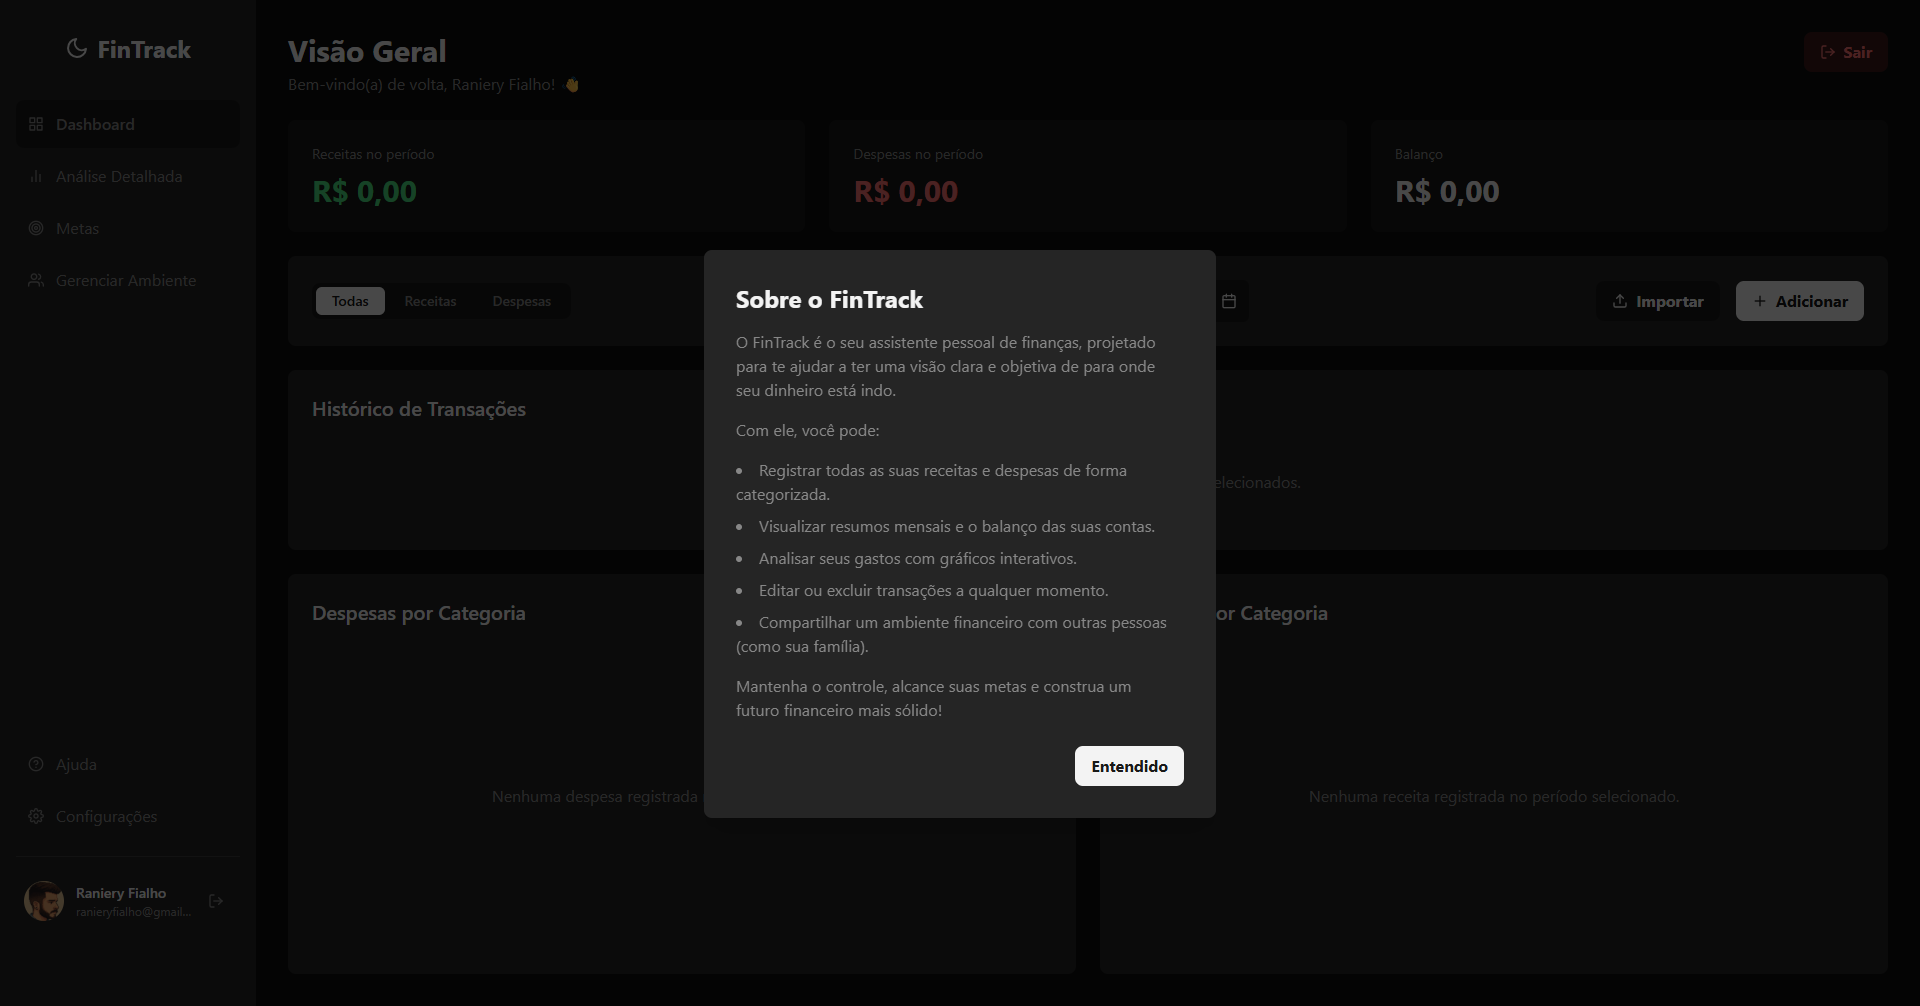 FinTrack
Dashboard
Análise Detalhada
Metas
Gerenciar Ambiente
Ajuda
Configurações
Raniery Fialho
ranieryfialho@gmail...
Visão Geral
Bem-vindo(a) de volta, Raniery Fialho! 👋
Sair
Receitas no período
R$ 0,00
Despesas no período
R$ 0,00
Balanço
R$ 0,00
Todas
Receitas
Despesas
Importar
Adicionar
Histórico de Transações
elecionados.
Despesas por Categoria
Nenhuma despesa registrada
or Categoria
Nenhuma receita registrada no período selecionado.
Sobre o FinTrack
O FinTrack é o seu assistente pessoal de finanças, projetado
para te ajudar a ter uma visão clara e objetiva de para onde
seu dinheiro está indo.
Com ele, você pode:
• Registrar todas as suas receitas e despesas de forma
categorizada.
• Visualizar resumos mensais e o balanço das suas contas.
• Analisar seus gastos com gráficos interativos.
• Editar ou excluir transações a qualquer momento.
• Compartilhar um ambiente financeiro com outras pessoas
(como sua família).
Mantenha o controle, alcance suas metas e construa um
futuro financeiro mais sólido!
Entendido